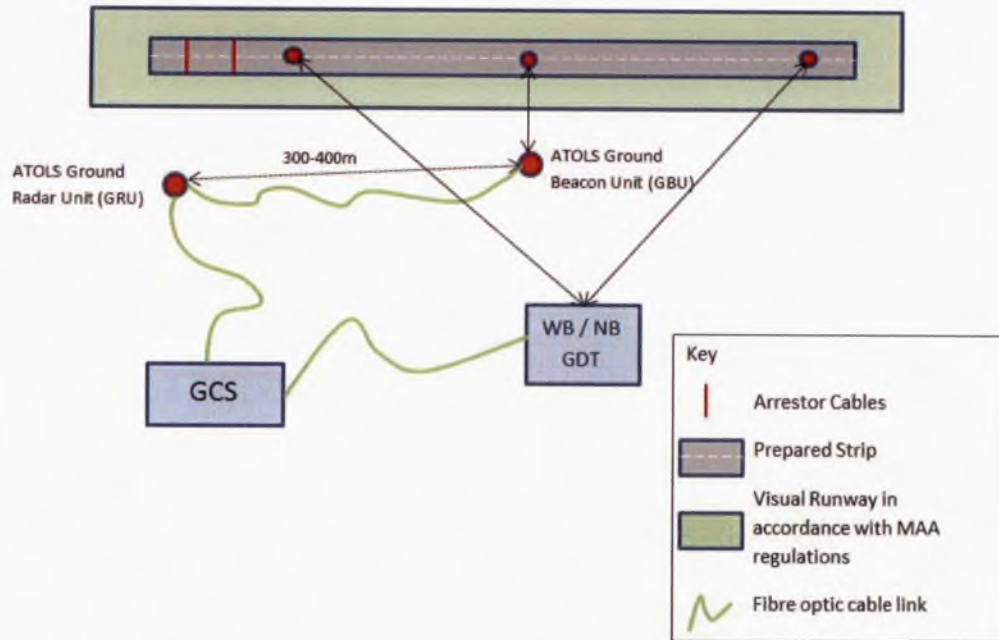 300-400m
ATOLS Ground
Radar Unit (GRU)
ATOLS Ground
Beacon Unit (GBU)
WB / NB
GDT
GCS
Key
Arrestor Cables
Prepared Strip
Visual Runway in
accordance with MAA
regulations
Fibre optic cable link